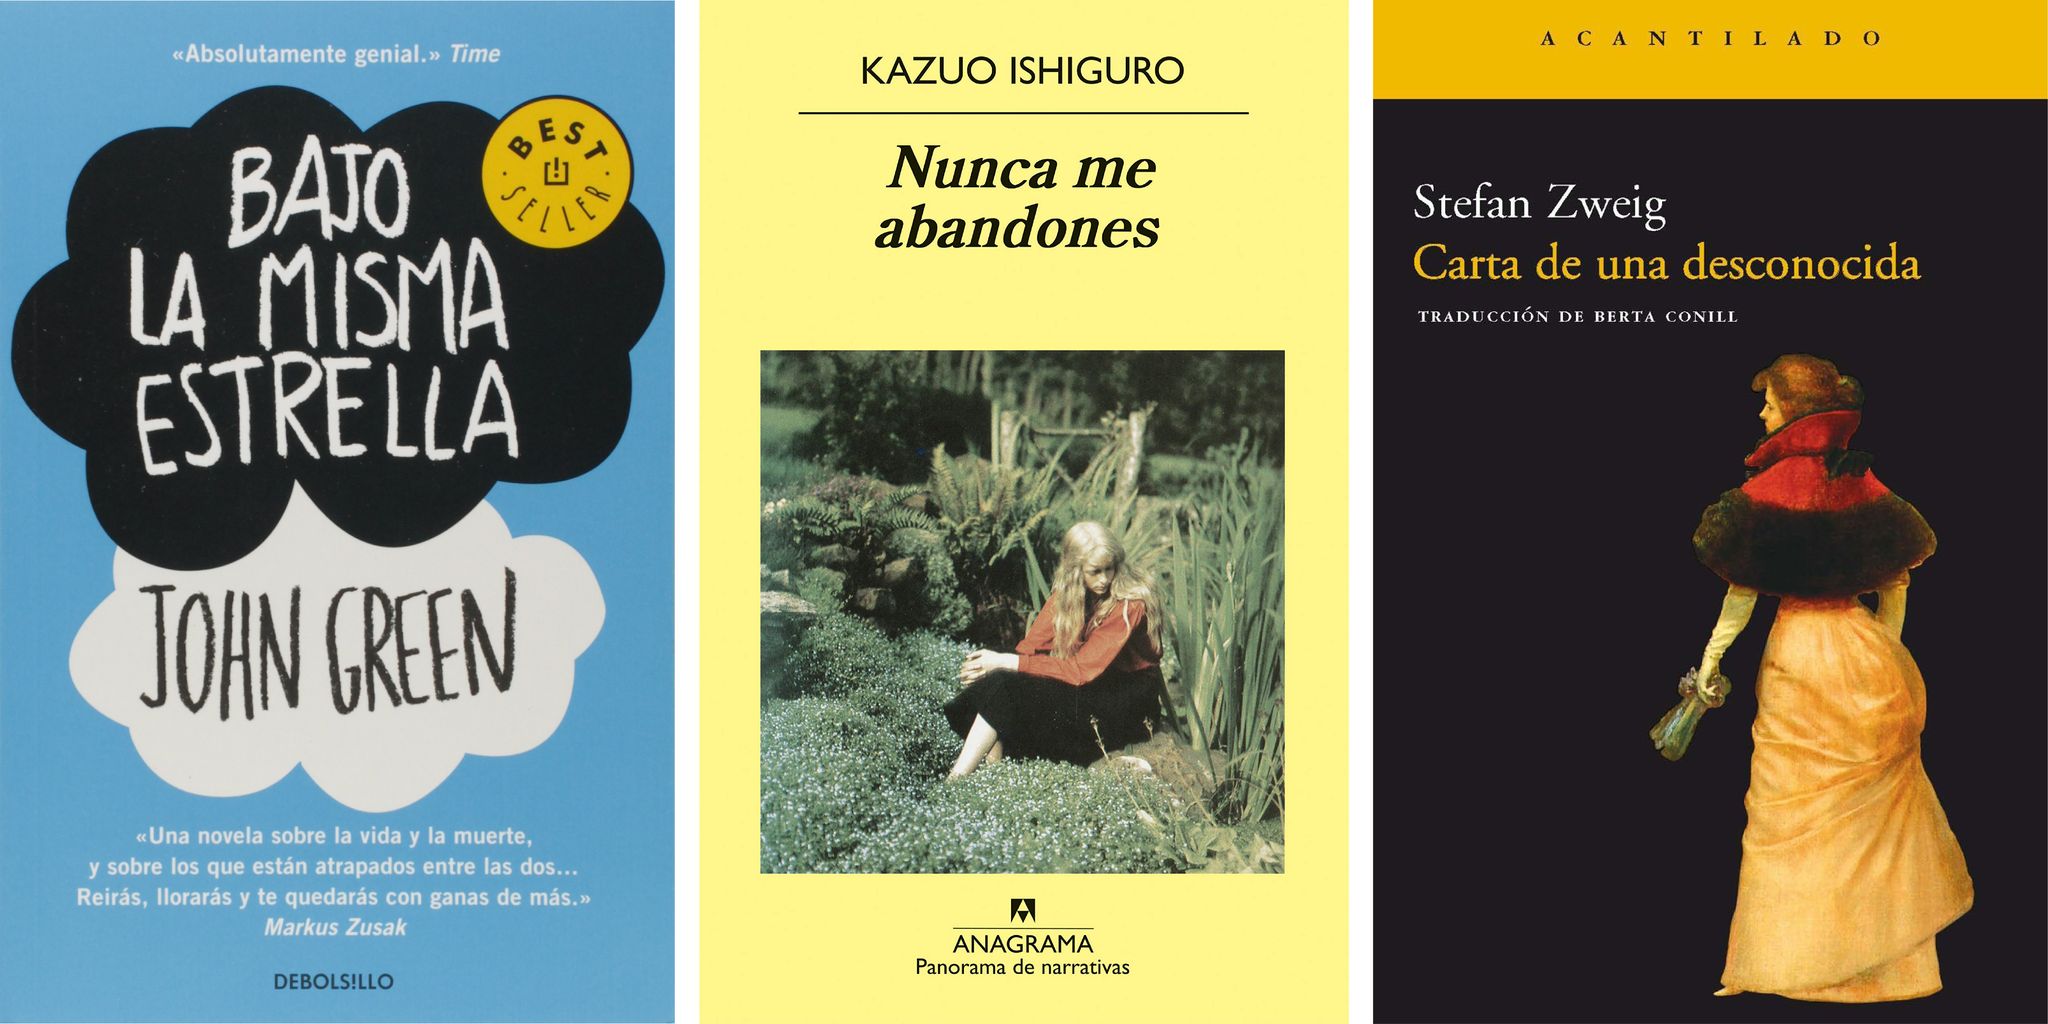 «Absolutamente genial.» Time
BEST
SELLER
BAJO
LA MISMA
ESTRELLA
JOHN GREEN
«Una novela sobre la vida y la muerte,
y sobre los que están atrapados entre las dos...
Reirás, llorarás y te quedarás con ganas de más.»
Markus Zusak
DEBOLS!LLO
KAZUO ISHIGURO
Nunca me
abandones
ANAGRAMA
Panorama de narrativas
ACANTILADO
Stefan Zweig
Carta de una desconocida
TRADUCCIÓN DE BERTA CONILL